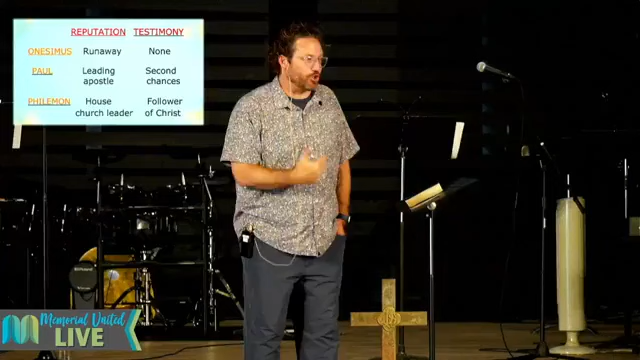 REPUTATION TESTIMONY
ONESIMUS Runaway None
PAUL Leading Second
apostle chances
PHILEMON House Follower
church leader of Christ
Roland
Memorial United
LIVE